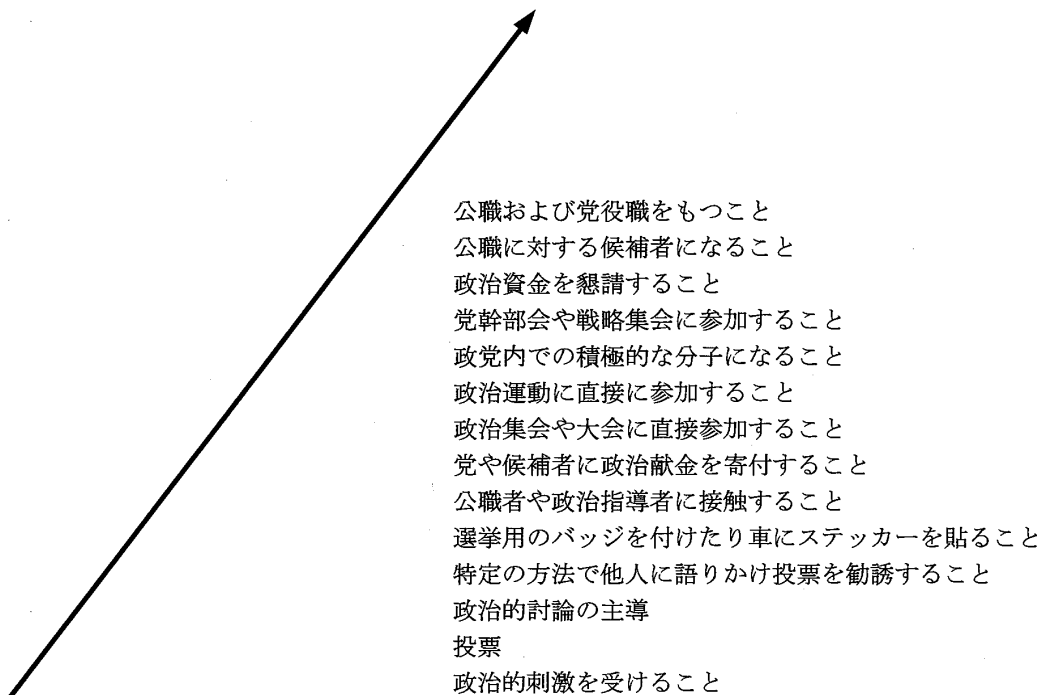 公職および党役職をもつこと
公職に対する候補者になること
政治資金を懇請すること
党幹部会や戦略集会に参加すること
政党内での積極的な分子になること
政治運動に直接に参加すること
政治集会や大会に直接参加すること
党や候補者に政治献金を寄付すること
公職者や政治指導者に接触すること
選挙用のバッジを付けたり車にステッカーを貼ること
特定の方法で他人に語りかけ投票を勧誘すること
政治的討論の主導
投票
政治的刺激を受けること